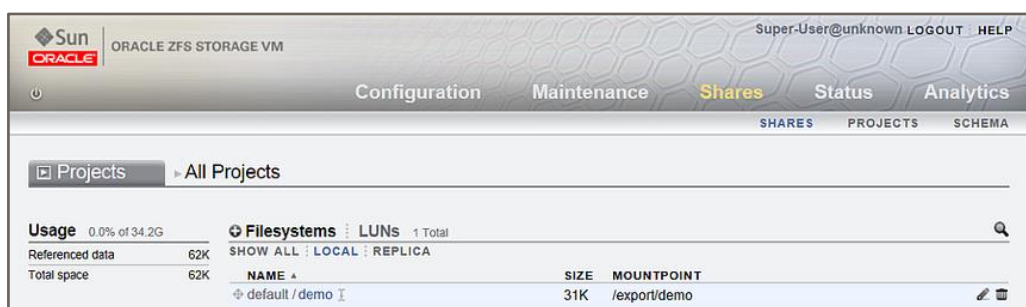 Sun
ORACLE
ORACLE ZFS STORAGE VM
Super-User@unknown LOGOUT HELP
Configuration Maintenance Shares Status Analytics
SHARES PROJECTS SCHEMA
Projects All Projects
Usage 0.0% of 34.2G
Referenced data 62K
Total space 62K
Filesystems LUNs 1 Total
SHOW ALL LOCAL REPLICA
NAME SIZE MOUNTPOINT
default / demo 31K /export/demo